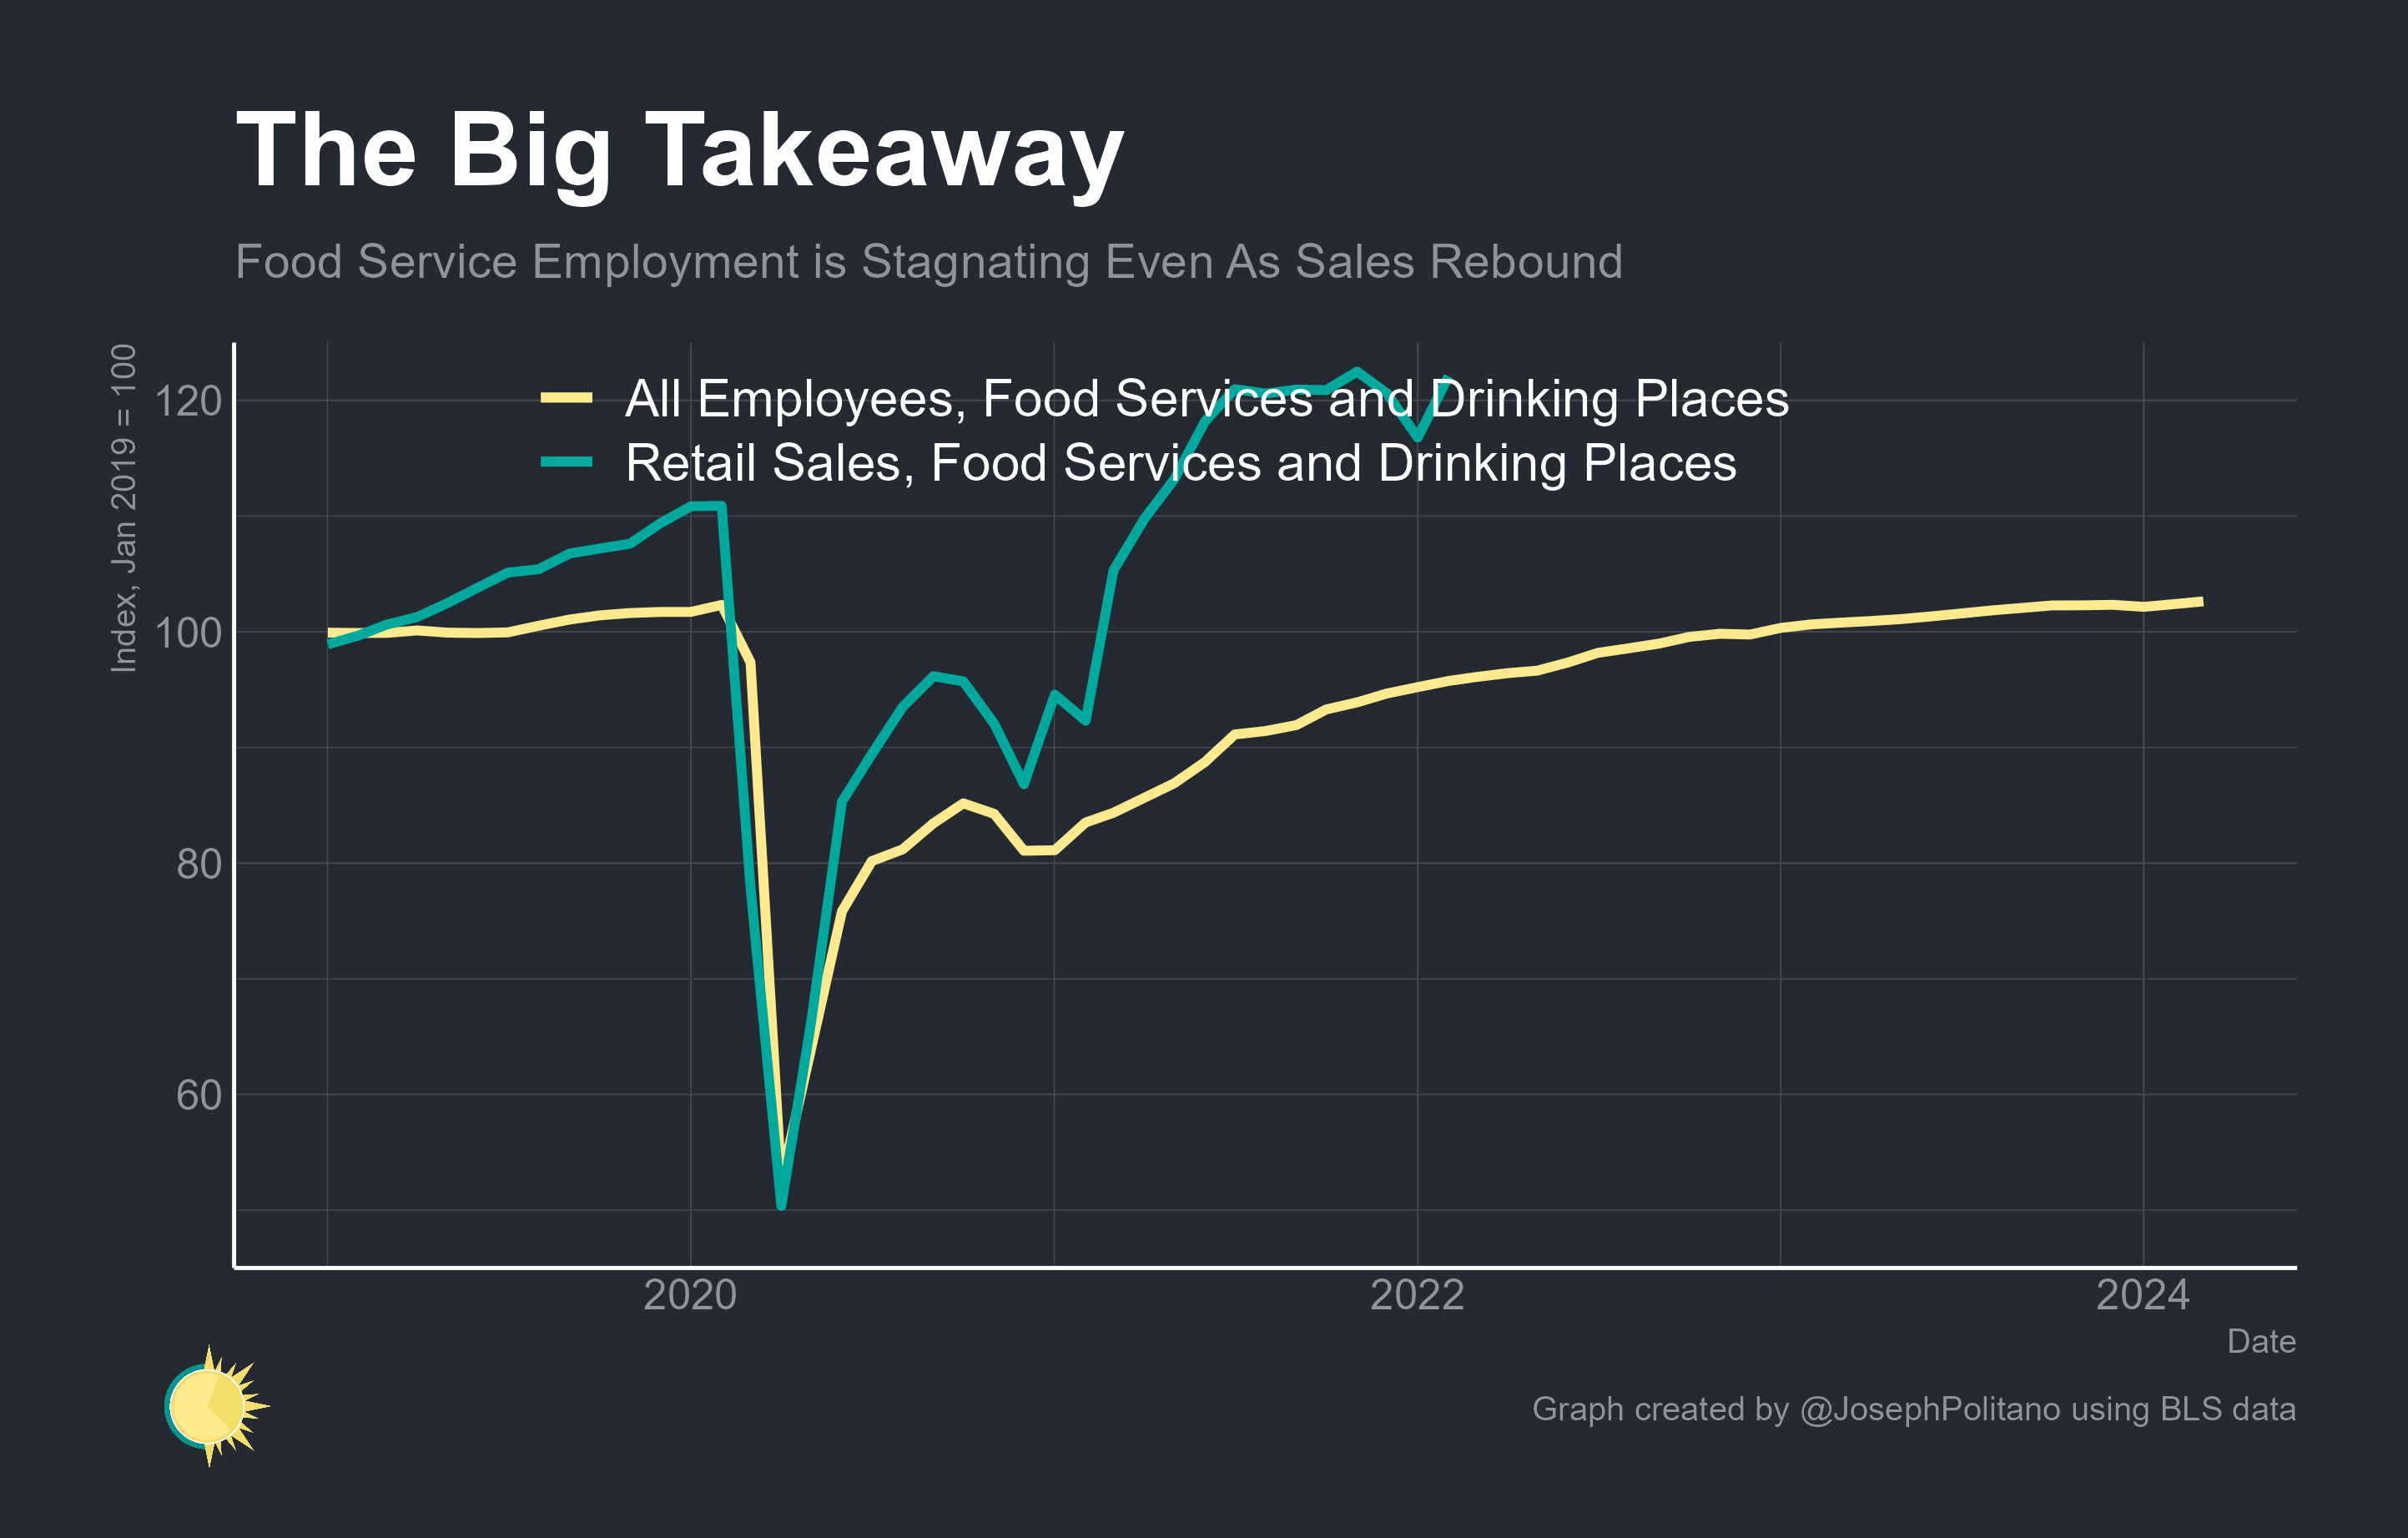 The Big Takeaway
Food Service Employment is Stagnating Even As Sales Rebound
Index, Jan 2019 = 100
All Employees, Food Services and Drinking Places
Retail Sales, Food Services and Drinking Places
120
100
80
60
2020
2022
2024
Date
Graph created by @JosephPolitano using BLS data